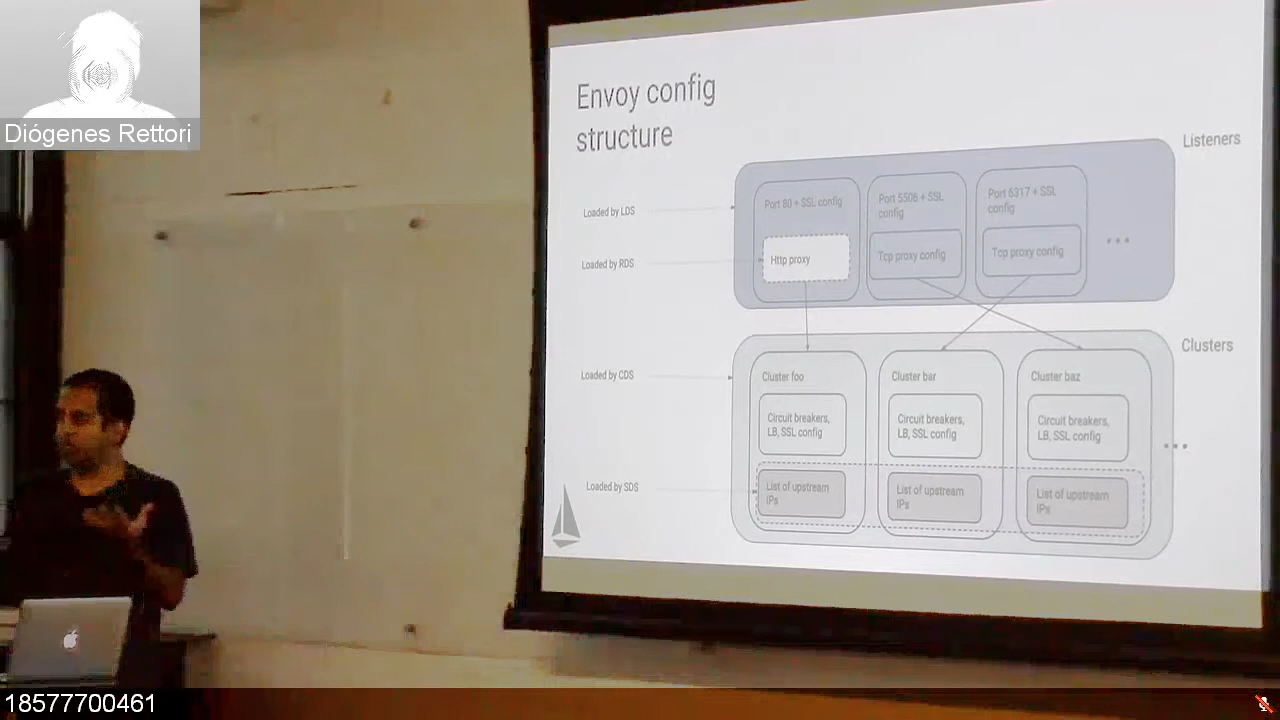 Diógenes Rettori
Envoy config
structure
Listeners
Loaded by LDS
Port 80 + SSL config
Port 5506 + SSL
config
Port 6317 + SSL
config
Loaded by RDS
Http proxy
Tcp proxy config
Tcp proxy config
Clusters
Loaded by CDS
Cluster foo
Cluster bar
Cluster baz
Circuit breakers,
LB, SSL config
Circuit breakers,
LB, SSL config
Circuit breakers,
LB, SSL config
Loaded by SDS
List of upstream
IPs
List of upstream
IPs
List of upstream
IPs
18577700461